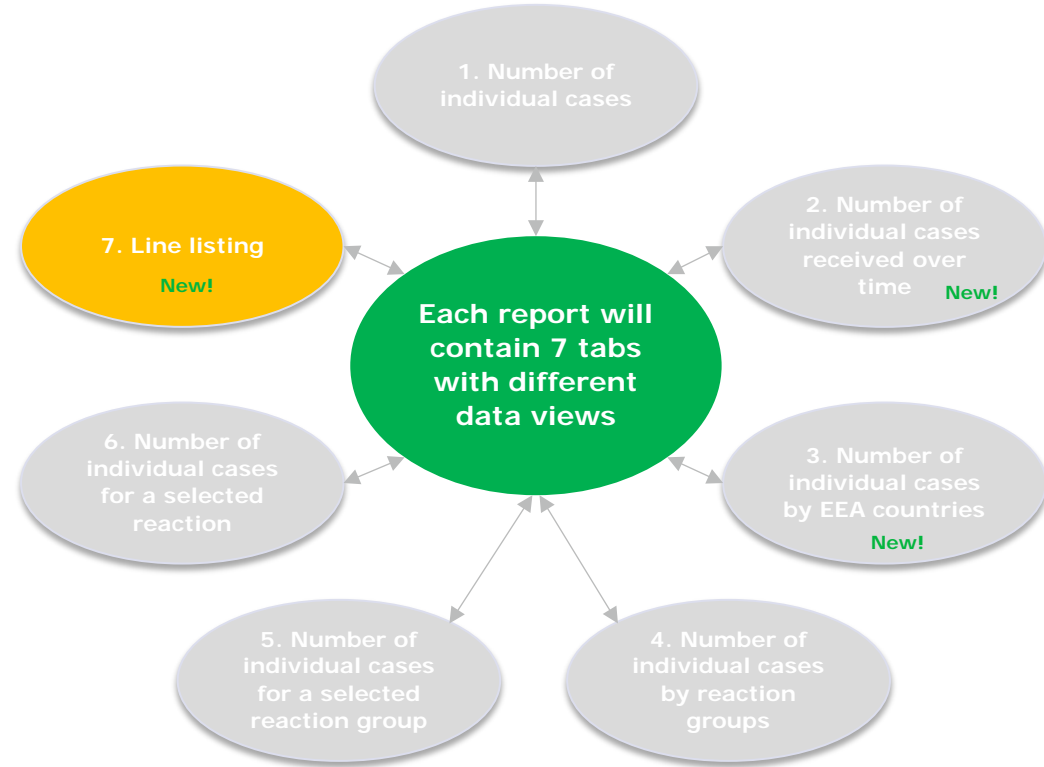 1. Number of
individual cases
2. Number of
individual cases
received over
time
New!
3. Number of
individual cases
by EEA countries
New!
4. Number of
individual cases
by reaction
groups
5. Number of
individual cases
for a selected
reaction group
6. Number of
individual cases
for a selected
reaction
7. Line listing
New!
Each report will
contain 7 tabs
with different
data views